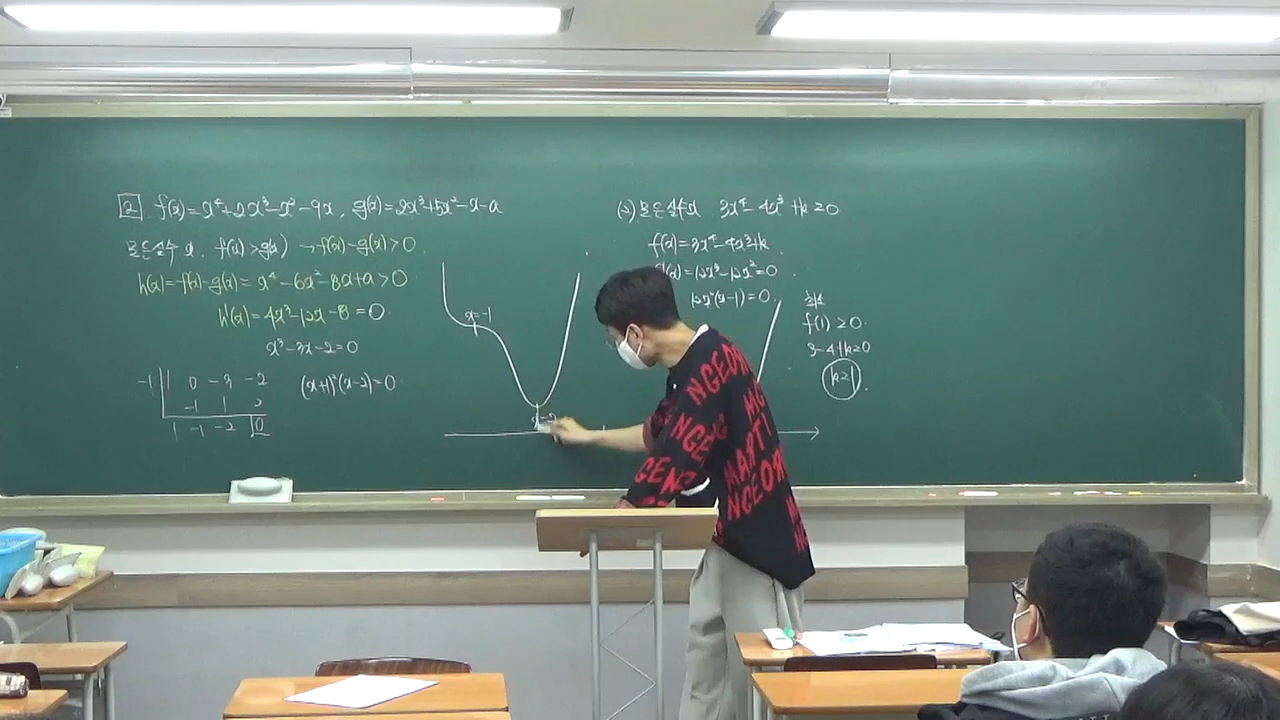 2 f(x)=x⁴+2x³-x²-9x, g(x)=2x³+5x²-x-a
모든 실수 x, f(x)>g(x) → f(x)-g(x)>0
h(x)=f(x)-g(x)=x⁴-6x²-8x+a>0
h'(x)=4x³-12x-8=0
x³-3x-2=0
-1 1 0 -3 -2
-1 1 2
1 -1 -2 0
(x+1)²(x-2)=0
x=-1
모든 실수 x 3x⁴-4x³+k≥0
f(x)=3x⁴-4x³+k
(x)=12x³-12x²=0
12x²(x-1)=0
f(1)≥0
3-4+k≥0
k≥1
NGEOR
MARTI
NGEOR